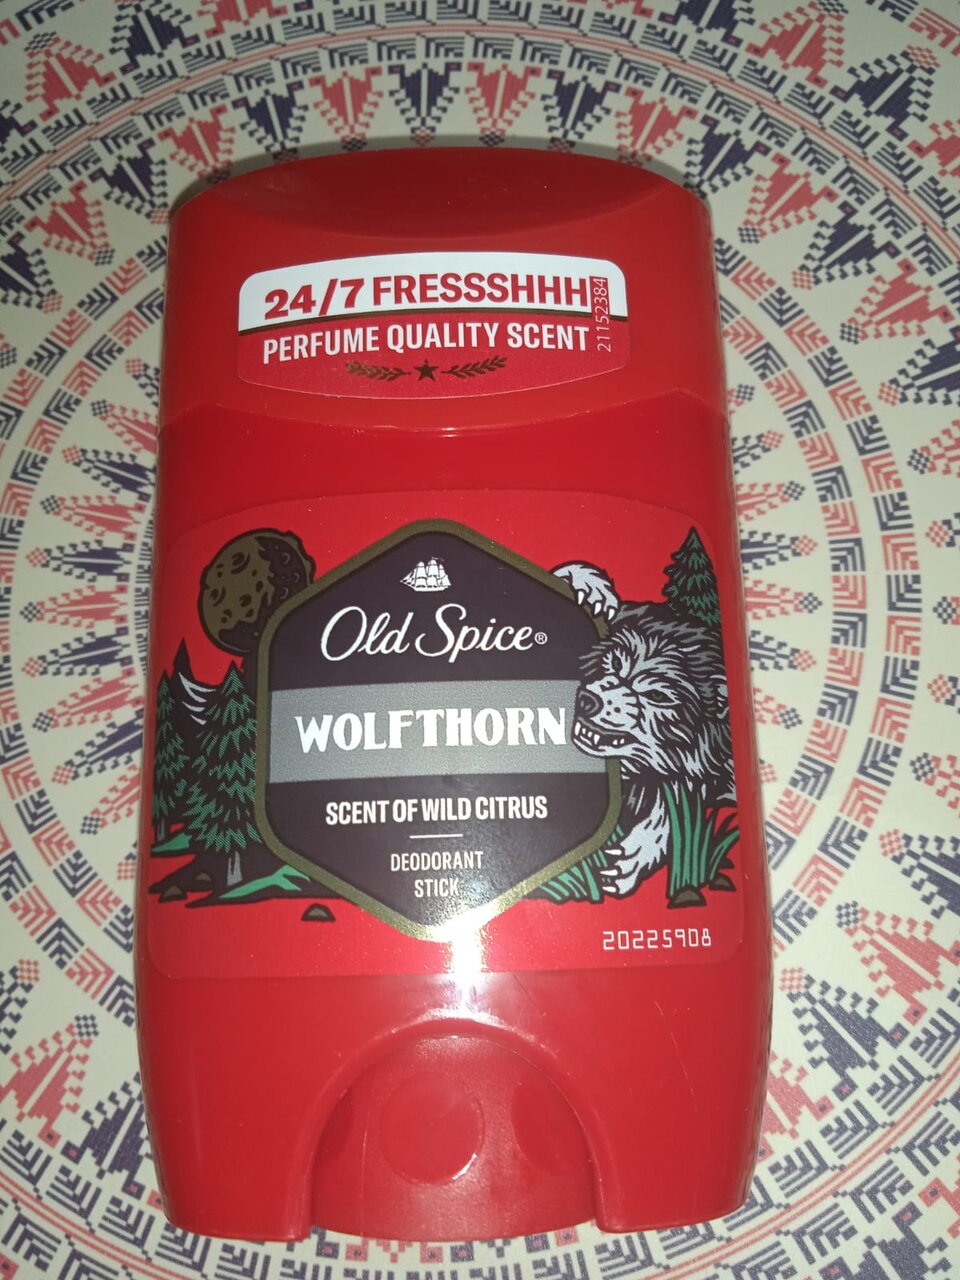 24/7 FRESSSHHH
PERFUME QUALITY SCENT
21152384
Old Spice®
WOLFTHORN
SCENT OF WILD CITRUS
DEODORANT
STICK
20225908